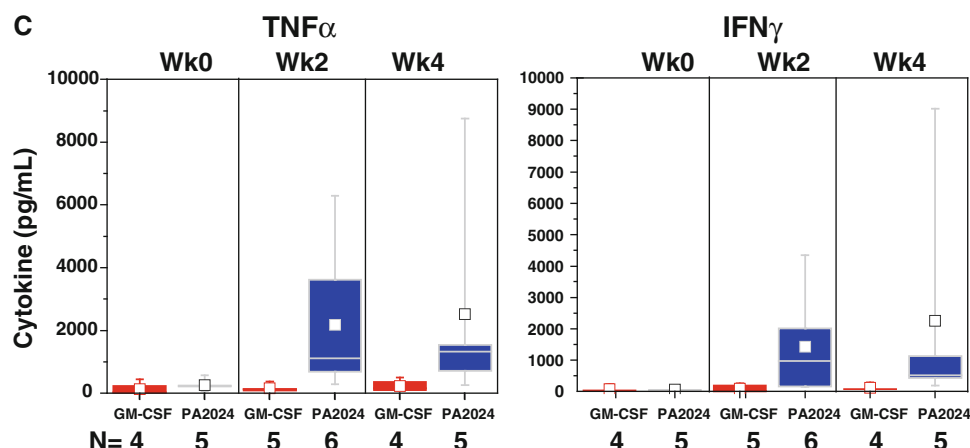 C TNFα IFNγ
Wk0 Wk2 Wk4 Wk0 Wk2 Wk4
10000 10000
9000
8000 8000
7000
6000 6000
5000
4000 4000
3000
2000 2000
1000
0 0
Cytokine (pg/mL)
GM-CSF PA2024 GM-CSF PA2024 GM-CSF PA2024 GM-CSF PA2024 GM-CSF PA2024 GM-CSF PA2024
N= 4 5 5 6 4 5 4 5 5 6 4 5